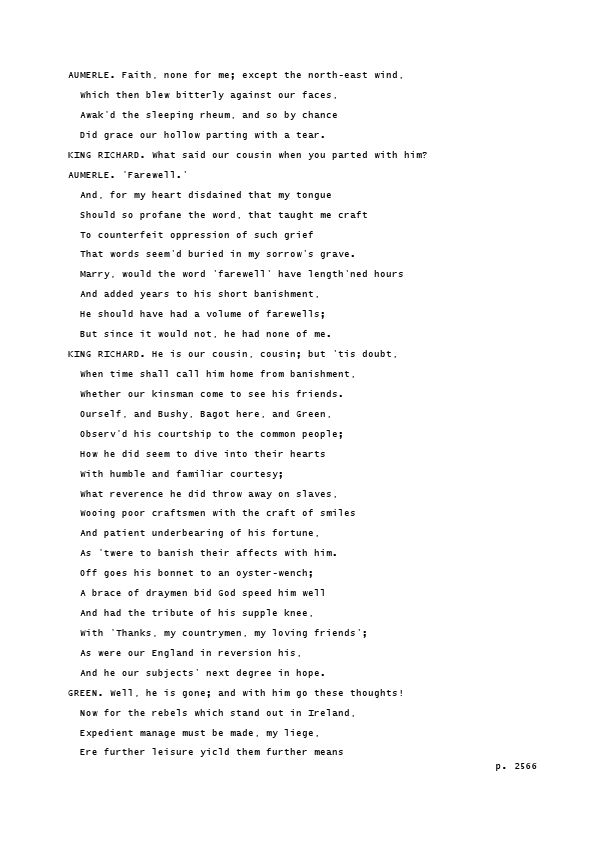 AUMERLE. Faith, none for me; except the north-east wind,
Which then blew bitterly against our faces,
Awak'd the sleeping rheum, and so by chance
Did grace our hollow parting with a tear.
KING RICHARD. What said our cousin when you parted with him?
AUMERLE. 'Farewell.'
And, for my heart disdained that my tongue
Should so profane the word, that taught me craft
To counterfeit oppression of such grief
That words seem'd buried in my sorrow's grave.
Marry, would the word 'farewell' have length'ned hours
And added years to his short banishment,
He should have had a volume of farewells;
But since it would not, he had none of me.
KING RICHARD. He is our cousin, cousin; but 'tis doubt,
When time shall call him home from banishment,
Whether our kinsman come to see his friends.
Ourself, and Bushy, Bagot here, and Green,
Observ'd his courtship to the common people;
How he did seem to dive into their hearts
With humble and familiar courtesy;
What reverence he did throw away on slaves,
Wooing poor craftsmen with the craft of smiles
And patient underbearing of his fortune,
As 'twere to banish their affects with him.
Off goes his bonnet to an oyster-wench;
A brace of draymen bid God speed him well
And had the tribute of his supple knee,
With 'Thanks, my countrymen, my loving friends';
As were our England in reversion his,
And he our subjects' next degree in hope.
GREEN. Well, he is gone; and with him go these thoughts!
Now for the rebels which stand out in Ireland,
Expedient manage must be made, my liege,
Ere further leisure yicld them further means
p. 2566